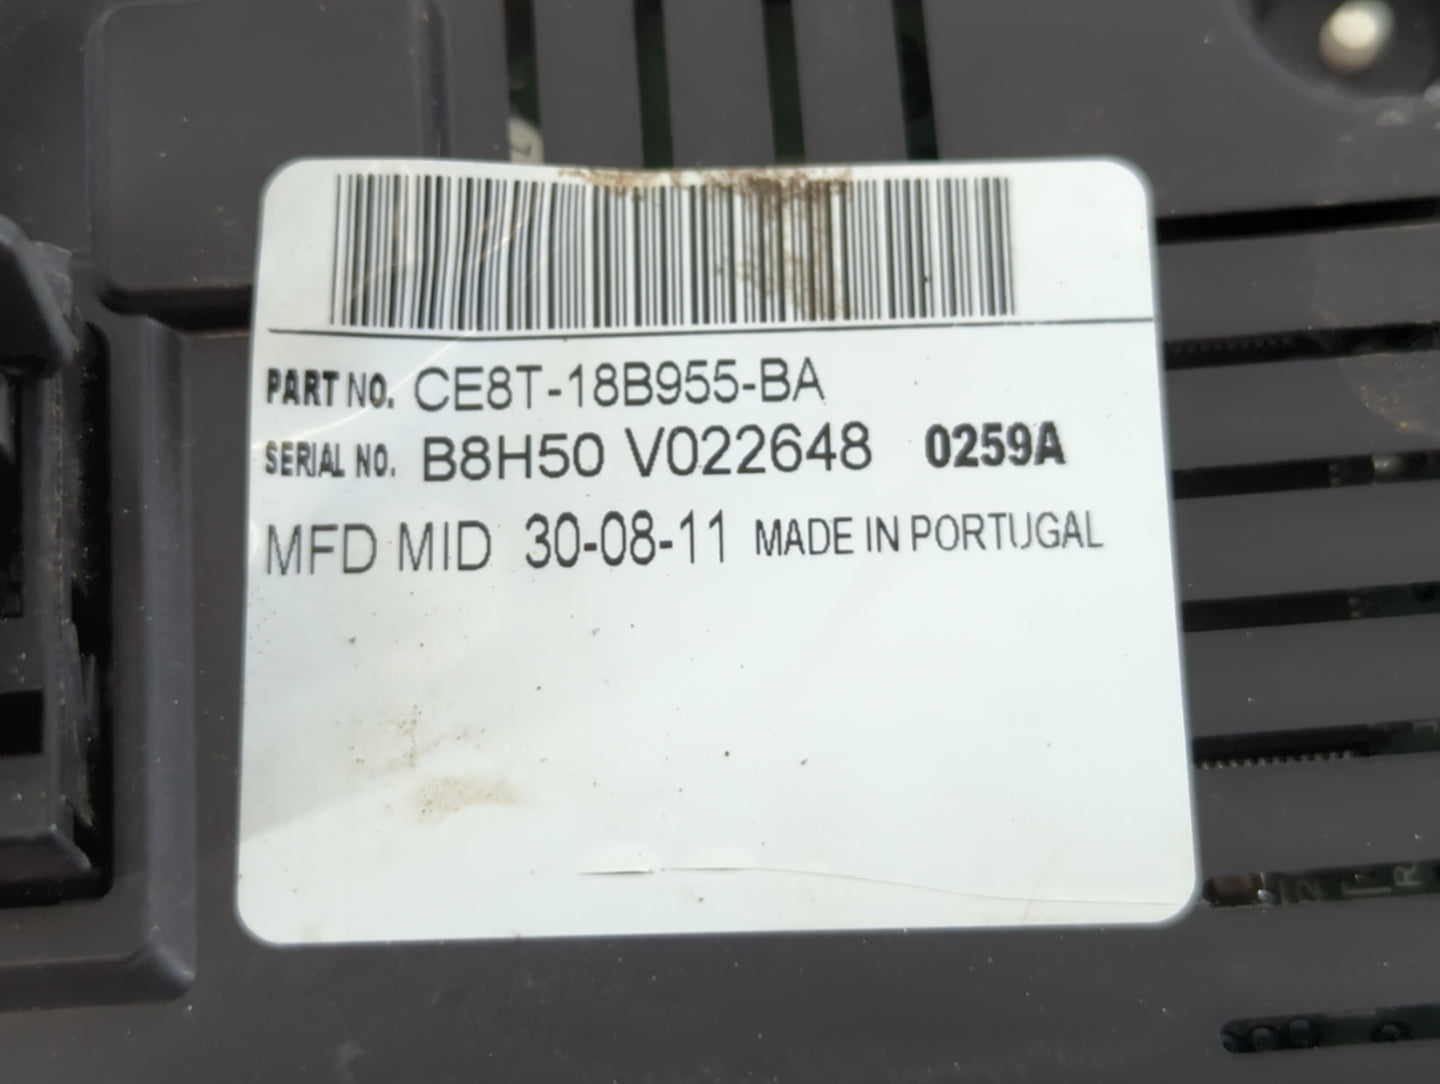 PART NO. CE8T-18B955-BA
SERIAL NO. B8H50 V022648 0259A
MFD MID 30-08-11 MADE IN PORTUGAL